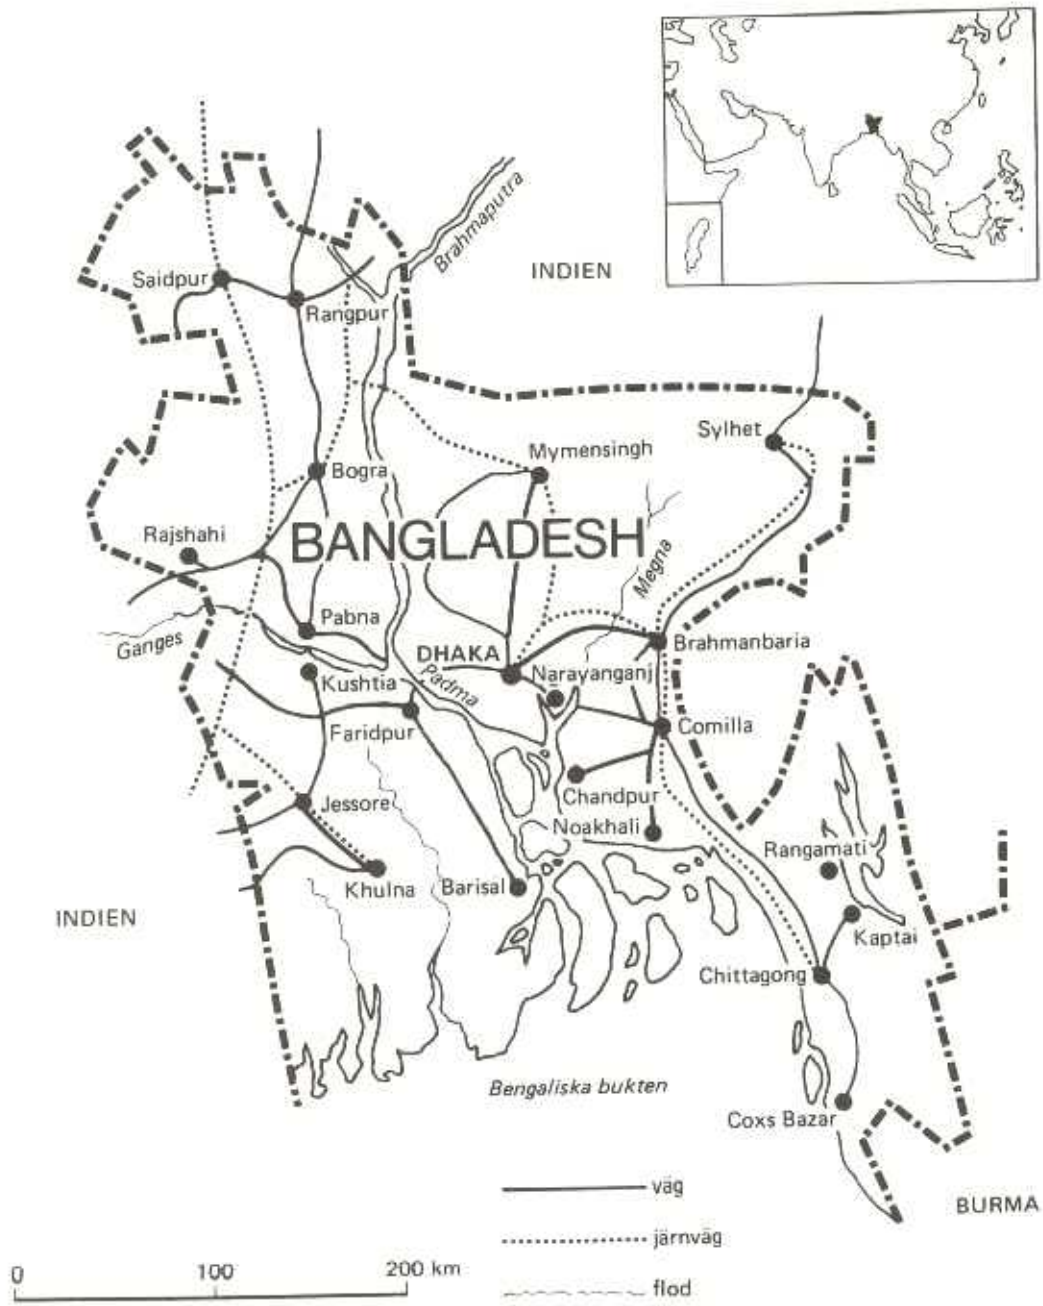 Brahmaputra
INDIEN
Saidpur
Rangpur
Sylhet
Mymensingh
Bogra
Rajshahi
BANGLADESH
Megna
Pabna
Ganges
DHAKA
Brahmanbaria
Narayanganj
Kushtia
Padma
Faridpur
Comilla
Jessore
Chandpur
Noakhali
Rangamati
Khulna
Barisal
INDIEN
Kaptai
Chittagong
Bengaliska bukten
Coxs Bazar
väg
BURMA
järnväg
0 100 200 km
flod